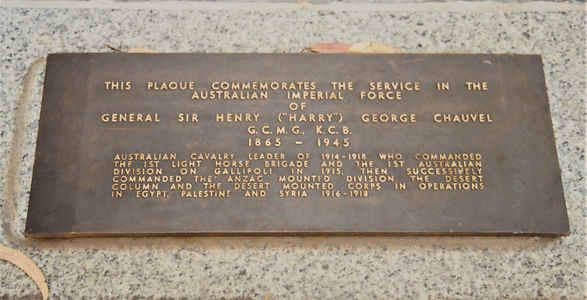 THIS PLAQUE COMMEMORATES THE SERVICE IN THE
AUSTRALIAN IMPERIAL FORCE
OF
GENERAL SIR HENRY ("HARRY") GEORGE CHAUVEL
G.C.M.G., K.C.B.
1865 - 1945
AUSTRALIAN CAVALRY LEADER OF 1914-1918 WHO COMMANDED
THE 1ST LIGHT HORSE BRIGADE AND THE 1ST AUSTRALIAN
DIVISION ON GALLIPOLI IN 1915, THEN SUCCESSIVELY
COMMANDED THE ANZAC MOUNTED DIVISION, THE DESERT
COLUMN AND THE DESERT MOUNTED CORPS IN OPERATIONS
IN EGYPT, PALESTINE AND SYRIA 1916-1918